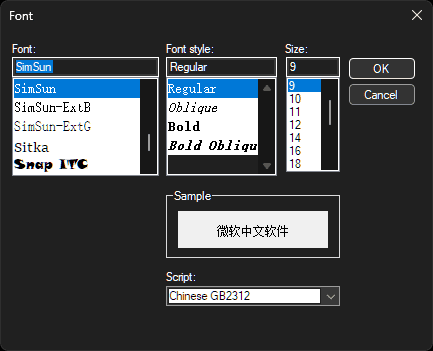 Font
Font:
SimSun
SimSun
SimSun-ExtB
SimSun-ExtG
Sitka
Snap ITC
Font style:
Regular
Regular
Oblique
Bold
Bold Oblique
Size:
9
9
10
11
12
14
16
18
OK
Cancel
Sample
微软中文软件
Script:
Chinese GB2312